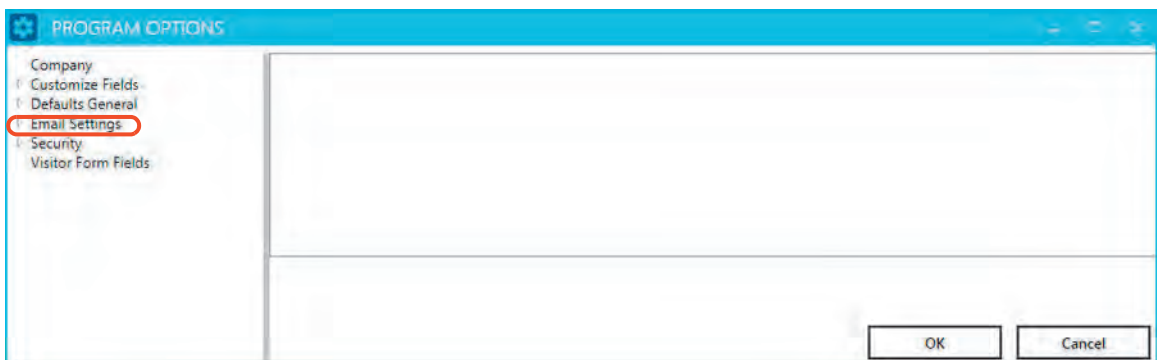 PROGRAM OPTIONS
Company
Customize Fields
Defaults General
Email Settings
Security
Visitor Form Fields
OK
Cancel